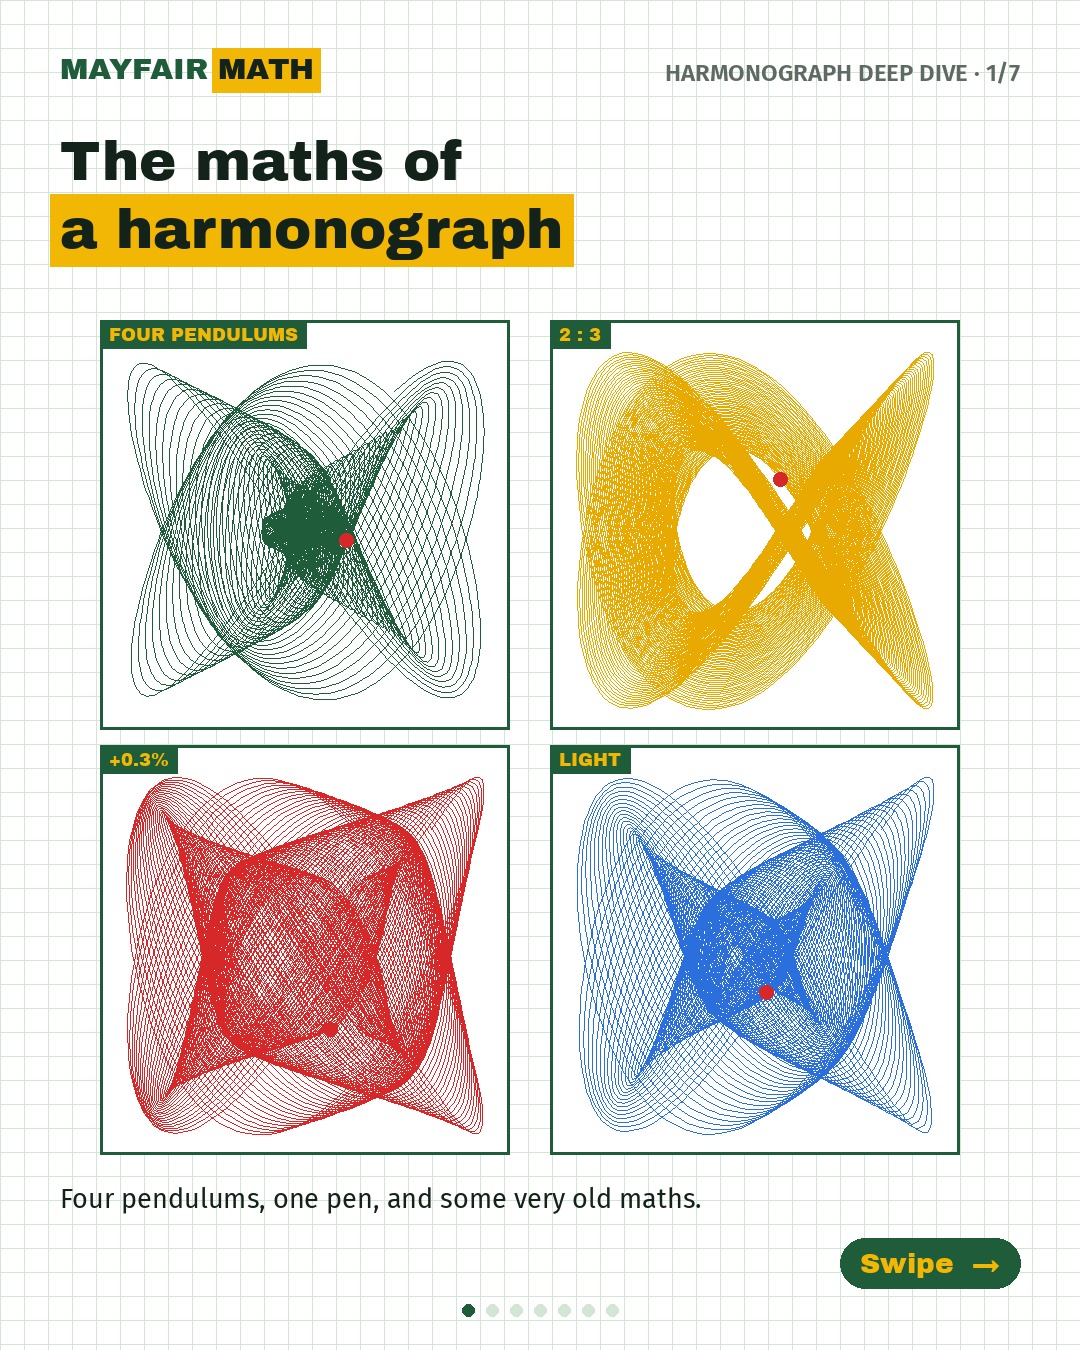 MAYFAIR MATH
HARMONOGRAPH DEEP DIVE · 1/7
The maths of
a harmonograph
FOUR PENDULUMS
2 : 3
+0.3%
LIGHT
Four pendulums, one pen, and some very old maths.
Swipe →